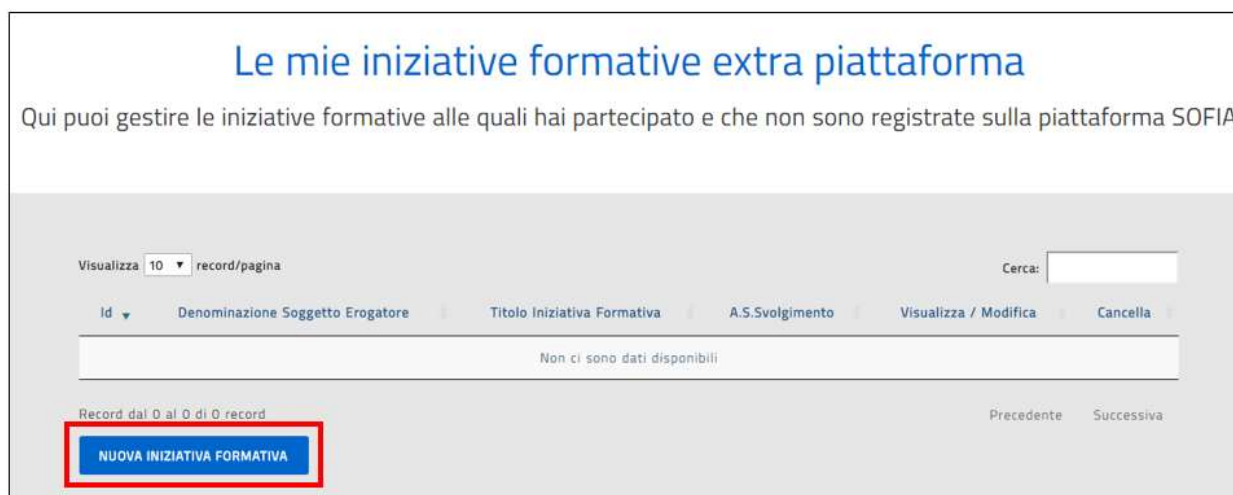 Le mie iniziative formative extra piattaforma
Qui puoi gestire le iniziative formative alle quali hai partecipato e che non sono registrate sulla piattaforma SOFIA
Visualizza 10 record/pagina Cerca:
Id Denominazione Soggetto Erogatore Titolo Iniziativa Formativa A.S.Svolgimento Visualizza / Modifica Cancella
Non ci sono dati disponibili
Record dal 0 al 0 di 0 record Precedente Successiva
NUOVA INIZIATIVA FORMATIVA